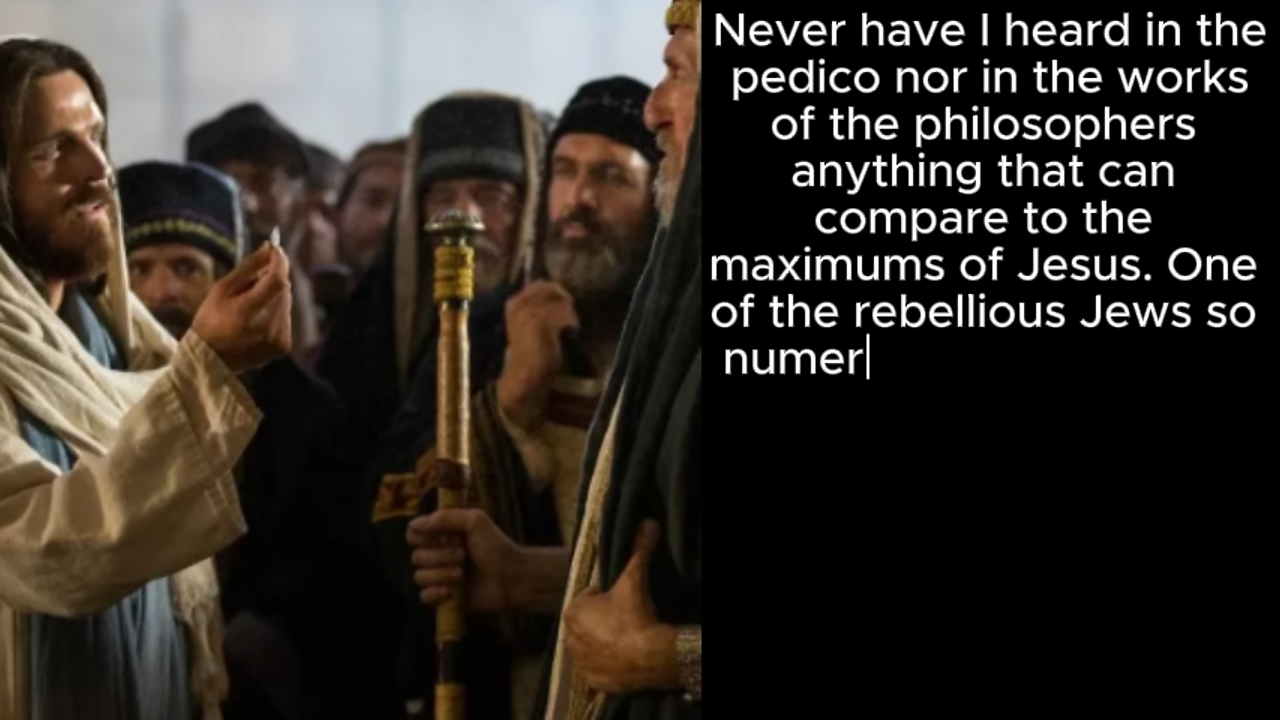 Never have I heard in the
pedico nor in the works
of the philosophers
anything that can
compare to the
maximums of Jesus. One
of the rebellious Jews so
numer